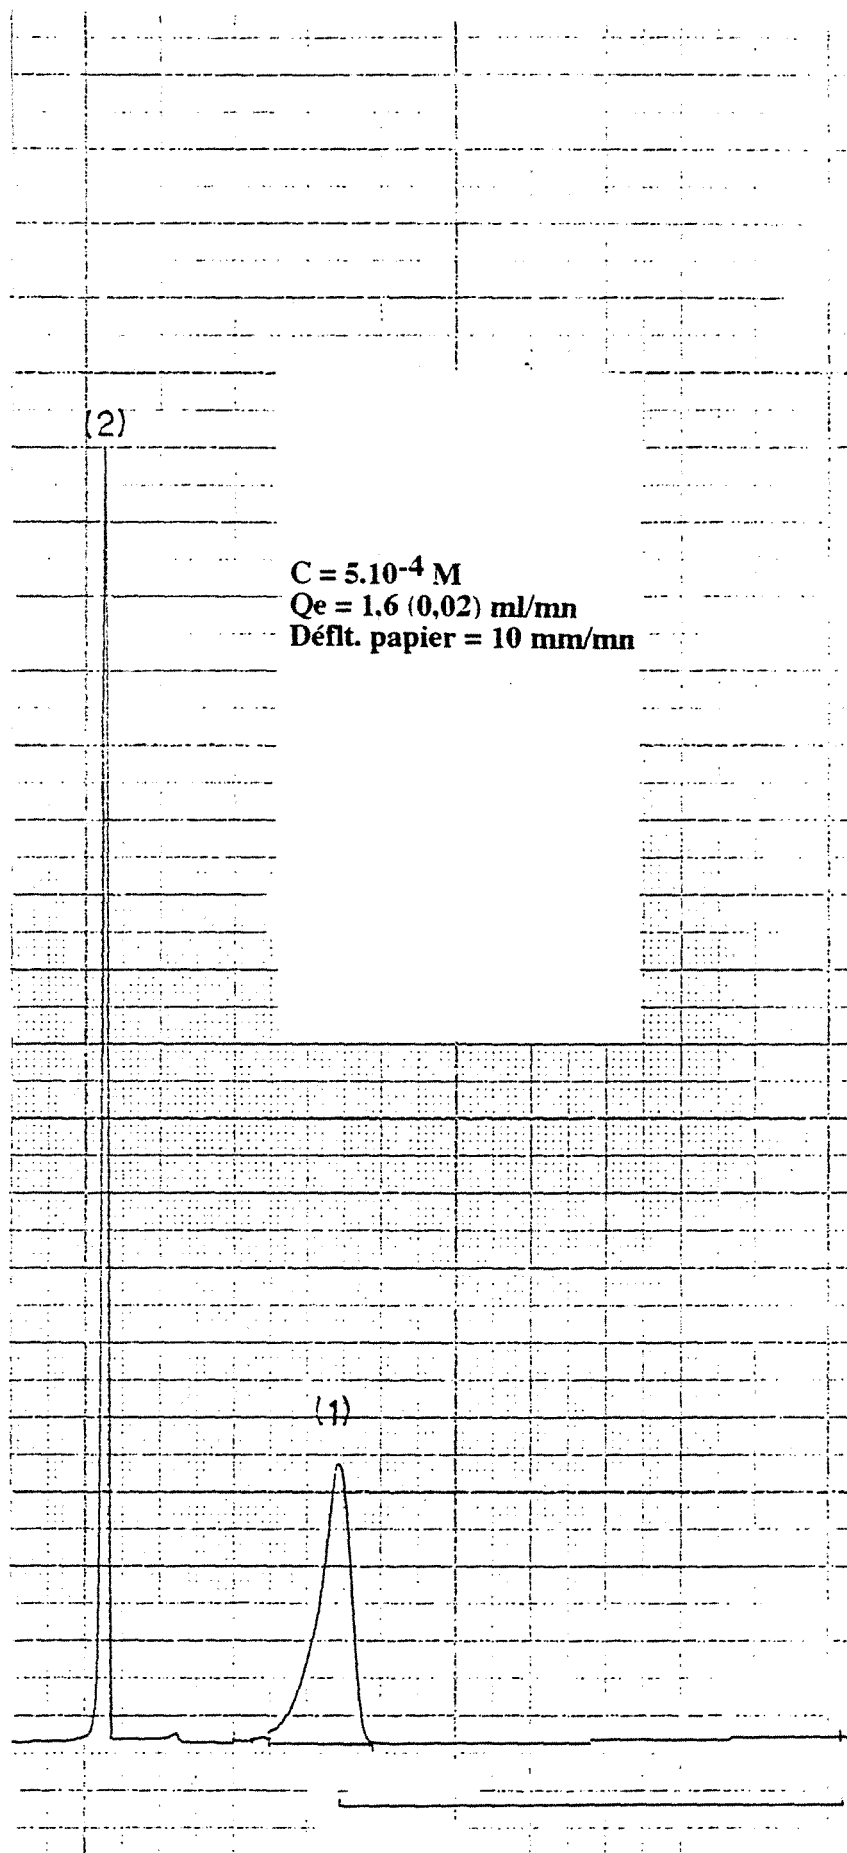 (2)
C = 5.10-4 M
Qe = 1.6 (0,02) ml/mn
Déflt. papier = 10 mm/mn
(1)